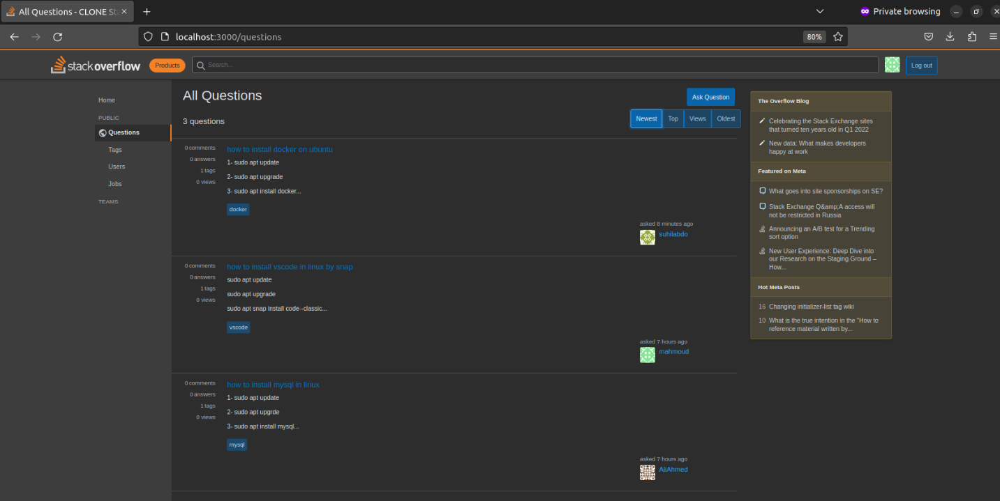 All Questions - CLONE St
Private browsing
localhost:3000/questions
80%
stackoverflow
Products
Search...
Log out
Home
PUBLIC
Questions
Tags
Users
Jobs
TEAMS
All Questions
Ask Question
3 questions
Newest
Top
Views
Oldest
0 comments
0 answers
1 tags
0 views
how to install docker on ubuntu
1- sudo apt update
2- sudo apt upgrade
3- sudo apt install docker...
docker
asked 8 minutes ago
suhilabdo
0 comments
0 answers
1 tags
0 views
how to install vscode in linux by snap
sudo apt update
sudo apt upgrade
sudo apt snap install code--classic...
vscode
asked 7 hours ago
mahmoud
0 comments
0 answers
1 tags
0 views
how to install mysql in linux
1- sudo apt update
2- sudo apt upgrde
3- sudo apt install mysql...
mysql
asked 7 hours ago
AliAhmed
The Overflow Blog
Celebrating the Stack Exchange sites
that turned ten years old in Q1 2022
New data: What makes developers
happy at work
Featured on Meta
What goes into site sponsorships on SE?
Stack Exchange Q&amp;A access will
not be restricted in Russia
Announcing an A/B test for a Trending
sort option
New User Experience: Deep Dive into
our Research on the Staging Ground –
How...
Hot Meta Posts
16 Changing initializer-list tag wiki
10 What is the true intention in the "How to
reference material written by...